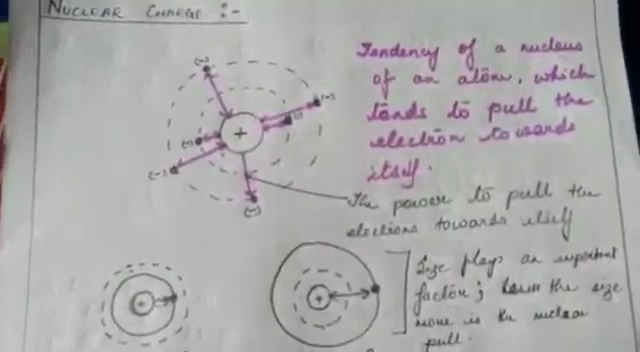 NUCLEAR CHARGE :-
Tendency of a nucleus
of an atom, which
tends to pull the
electron towards
itself.
The power to pull the
electrons towards itself
Size plays an important
factor; the size
more is the nuclear
pull.
(-)
(-)
(-)
(-)
(-)
(-)
+
+
+